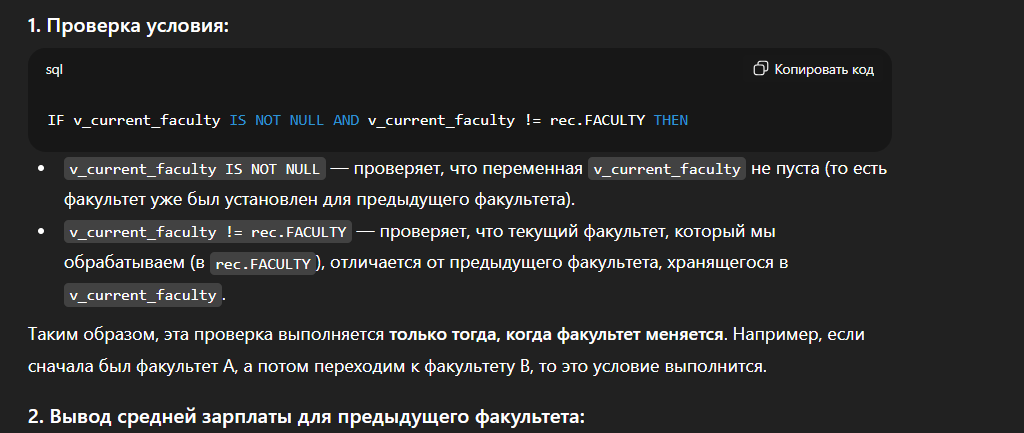 1. Проверка условия:
sql
Копировать код
IF v_current_faculty IS NOT NULL AND v_current_faculty != rec.FACULTY THEN
• v_current_faculty IS NOT NULL — проверяет, что переменная v_current_faculty не пуста (то есть
факультет уже был установлен для предыдущего факультета).
• v_current_faculty != rec.FACULTY — проверяет, что текущий факультет, который мы
обрабатываем (в rec.FACULTY), отличается от предыдущего факультета, хранящегося в
v_current_faculty.
Таким образом, эта проверка выполняется только тогда, когда факультет меняется. Например, если
сначала был факультет A, а потом переходим к факультету B, то это условие выполнится.
2. Вывод средней зарплаты для предыдущего факультета: